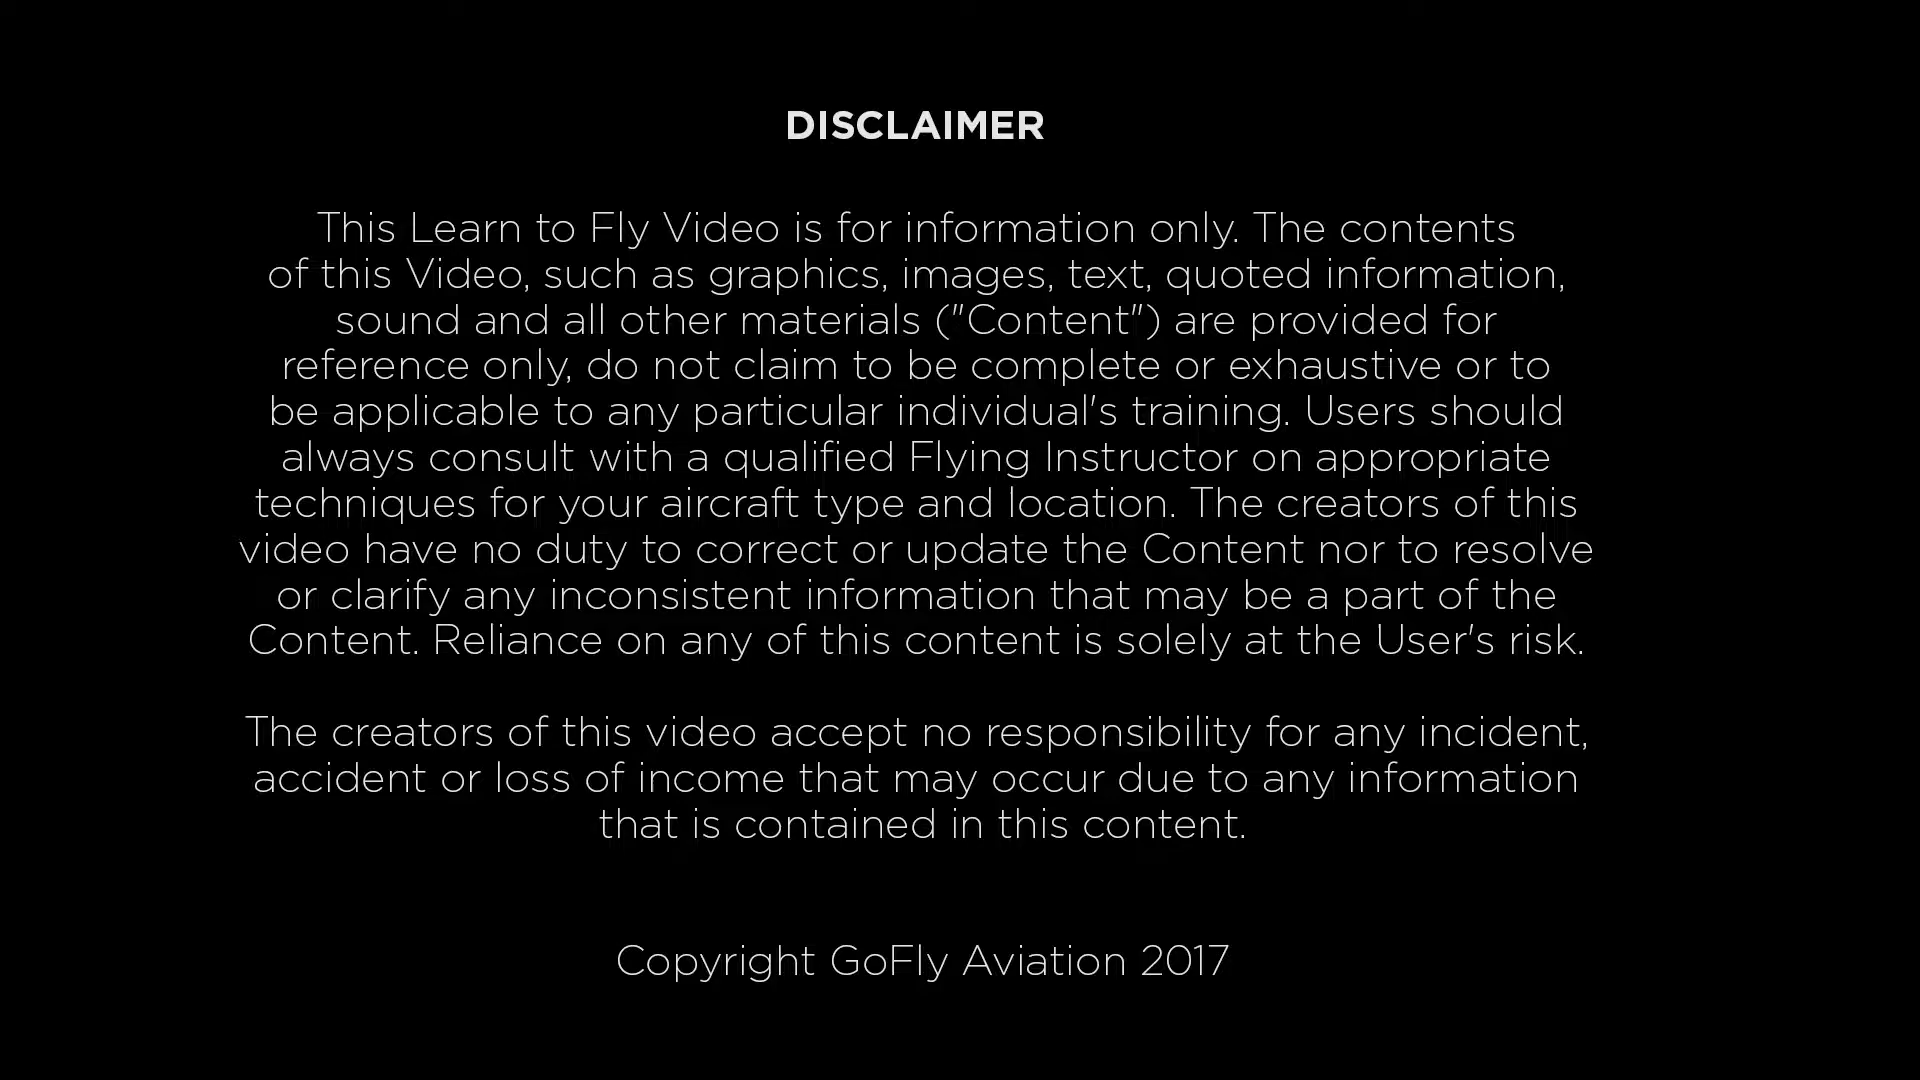 DISCLAIMER
This Learn to Fly Video is for information only. The contents
of this Video, such as graphics, images, text, quoted information,
sound and all other materials ("Content") are provided for
reference only, do not claim to be complete or exhaustive or to
be applicable to any particular individual's training. Users should
always consult with a qualified Flying Instructor on appropriate
techniques for your aircraft type and location. The creators of this
video have no duty to correct or update the Content nor to resolve
or clarify any inconsistent information that may be a part of the
Content. Reliance on any of this content is solely at the User's risk.
The creators of this video accept no responsibility for any incident,
accident or loss of income that may occur due to any information
that is contained in this content.
Copyright GoFly Aviation 2017